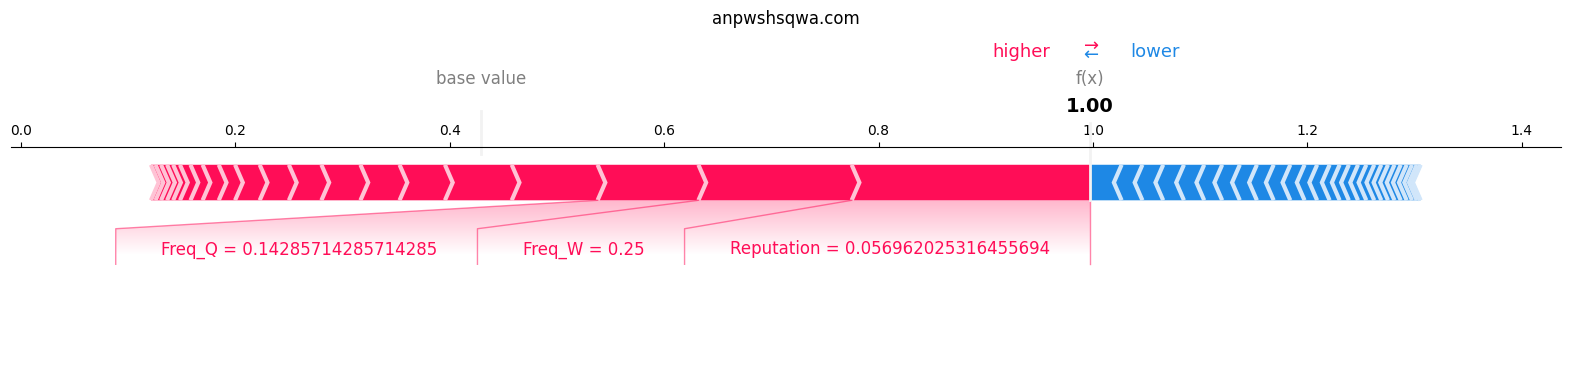 anpwshsqwa.com
higher → ← lower
base value f(x)
1.00
0.0 0.2 0.4 0.6 0.8 1.0 1.2 1.4
Freq_Q = 0.14285714285714285 Freq_W = 0.25 Reputation = 0.056962025316455694